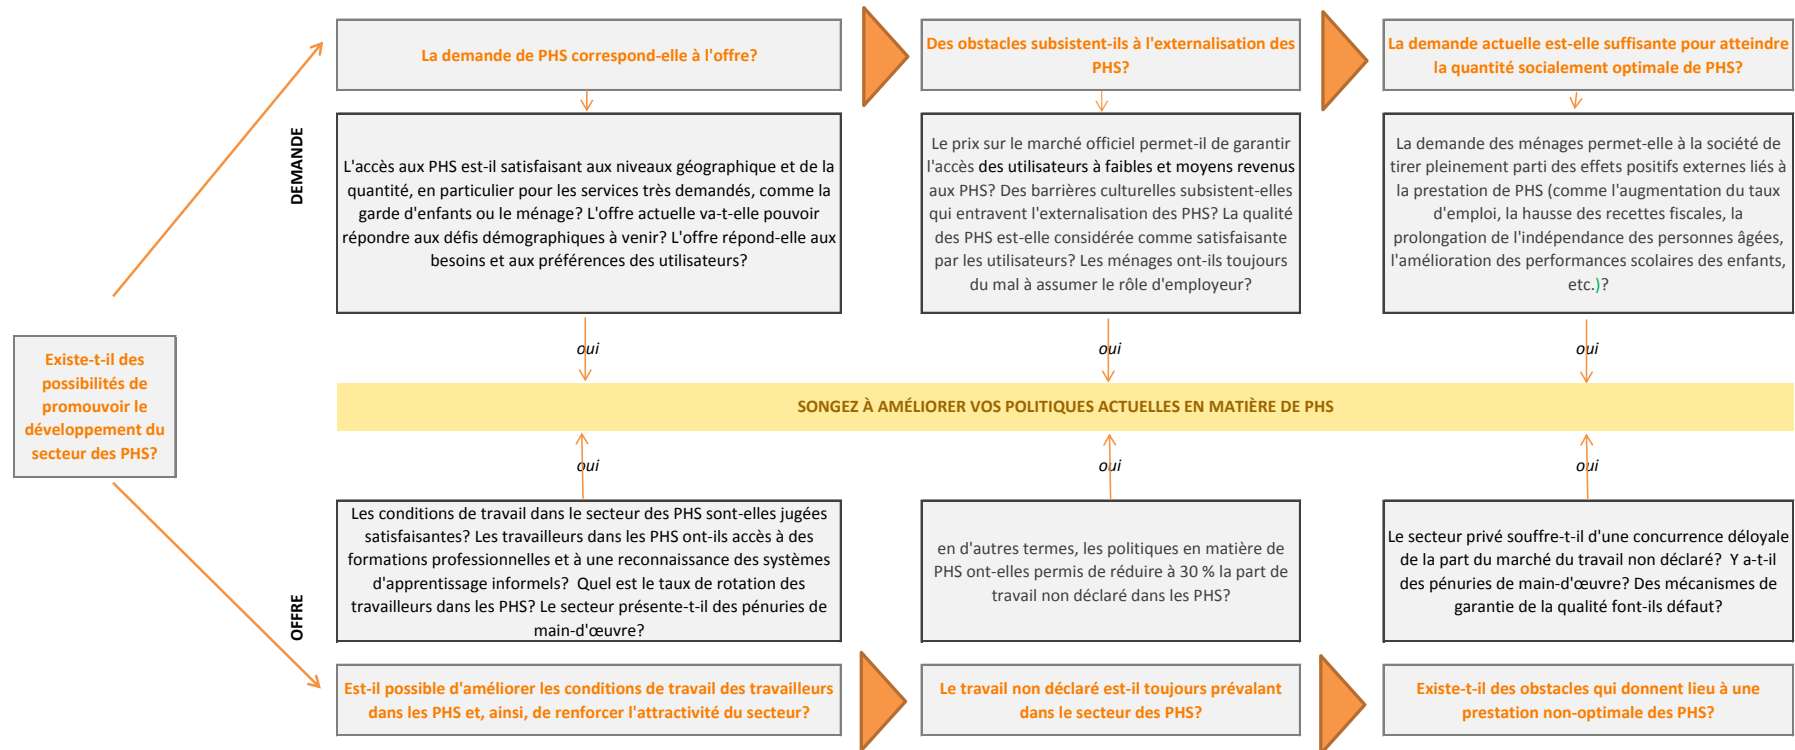 La demande de PHS correspond-elle à l'offre?
Des obstacles subsistent-ils à l'externalisation des
PHS?
La demande actuelle est-elle suffisante pour atteindre
la quantité socialement optimale de PHS?
DEMANDE
L'accès aux PHS est-il satisfaisant aux niveaux géographique et de la
quantité, en particulier pour les services très demandés, comme la
garde d'enfants ou le ménage? L'offre actuelle va-t-elle pouvoir
répondre aux défis démographiques à venir? L'offre répond-elle aux
besoins et aux préférences des utilisateurs?
Le prix sur le marché officiel permet-il de garantir
l'accès des utilisateurs à faibles et moyens revenus
aux PHS? Des barrières culturelles subsistent-elles
qui entravent l'externalisation des PHS? La qualité
des PHS est-elle considérée comme satisfaisante
par les utilisateurs? Les ménages ont-ils toujours
du mal à assumer le rôle d'employeur?
La demande des ménages permet-elle à la société de
tirer pleinement parti des effets positifs externes liés à
la prestation de PHS (comme l'augmentation du taux
d'emploi, la hausse des recettes fiscales, la
prolongation de l'indépendance des personnes âgées,
l'amélioration des performances scolaires des enfants,
etc.)?
oui
oui
oui
Existe-t-il des
possibilités de
promouvoir le
développement du
secteur des PHS?
SONGEZ À AMÉLIORER VOS POLITIQUES ACTUELLES EN MATIÈRE DE PHS
oui
oui
oui
OFFRE
Les conditions de travail dans le secteur des PHS sont-elles jugées
satisfaisantes? Les travailleurs dans les PHS ont-ils accès à des
formations professionnelles et à une reconnaissance des systèmes
d'apprentissage informels? Quel est le taux de rotation des
travailleurs dans les PHS? Le secteur présente-t-il des pénuries de
main-d'œuvre?
en d'autres termes, les politiques en matière de
PHS ont-elles permis de réduire à 30 % la part de
travail non déclaré dans les PHS?
Le secteur privé souffre-t-il d'une concurrence déloyale
de la part du marché du travail non déclaré? Y a-t-il
des pénuries de main-d'œuvre? Des mécanismes de
garantie de la qualité font-ils défaut?
Est-il possible d'améliorer les conditions de travail des travailleurs
dans les PHS et, ainsi, de renforcer l'attractivité du secteur?
Le travail non déclaré est-il toujours prévalant
dans le secteur des PHS?
Existe-t-il des obstacles qui donnent lieu à une
prestation non-optimale des PHS?